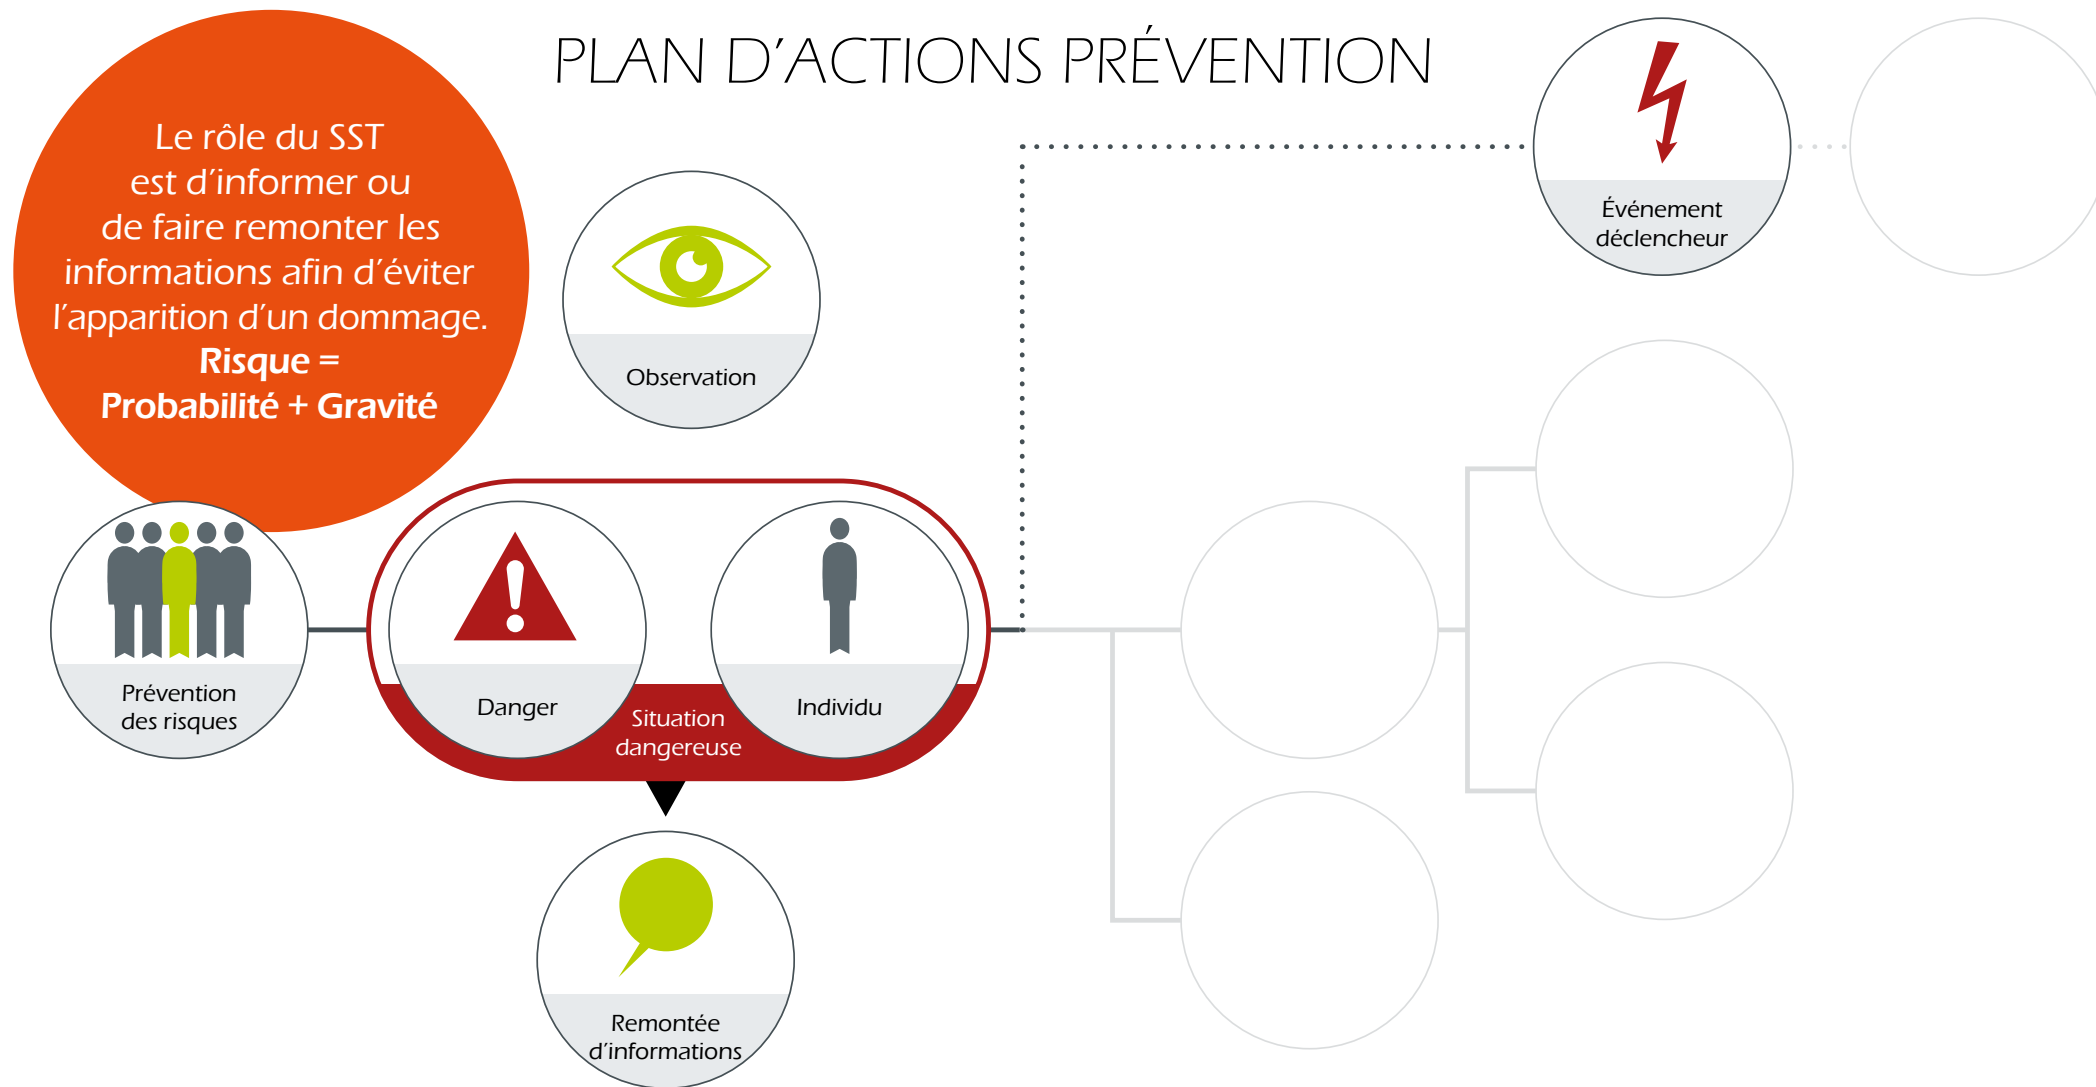 PLAN D’ACTIONS PRÉVENTION
Le rôle du SST
est d’informer ou
de faire remonter les
informations afin d’éviter
l’apparition d’un dommage.
Risque =
Probabilité + Gravité
Observation
Événement
déclencheur
Prévention
des risques
Danger
Situation
dangereuse
Individu
Remontée
d’informations